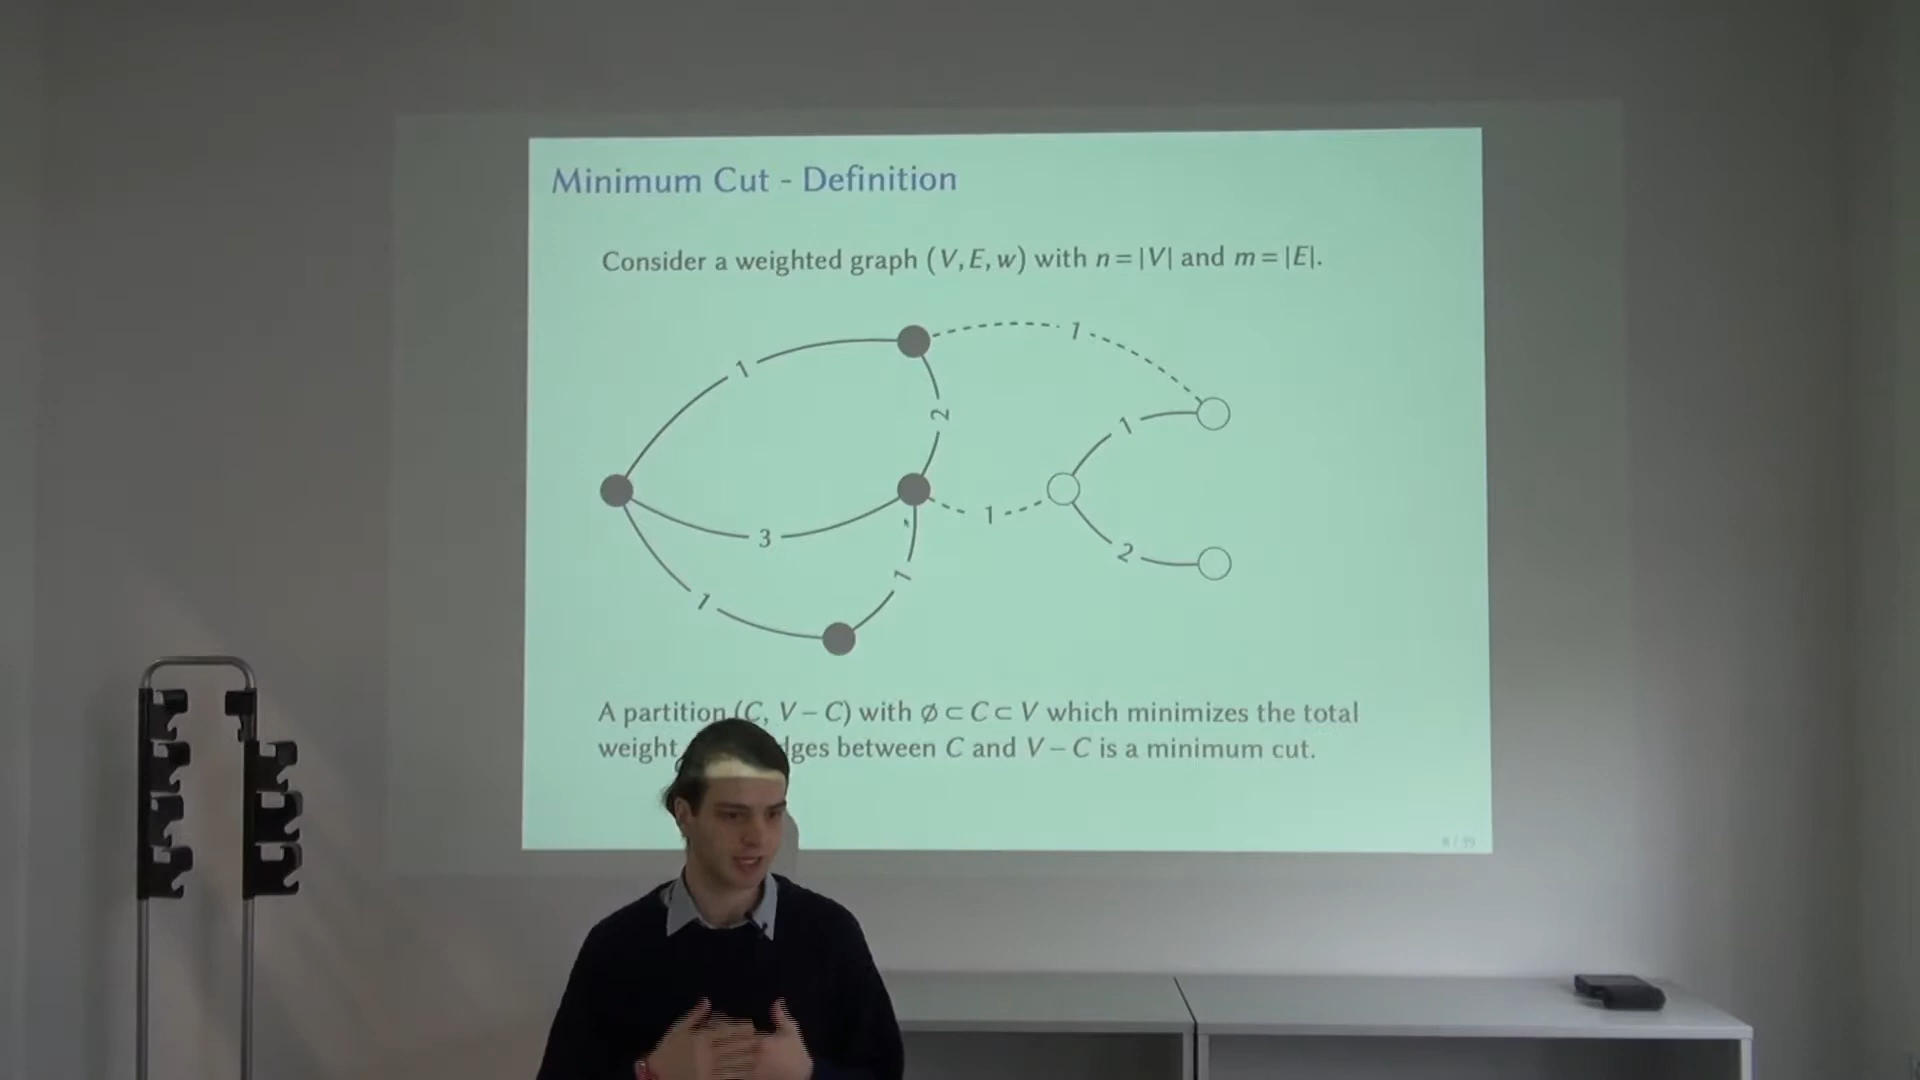 Minimum Cut - Definition
Consider a weighted graph (V, E, w) with n = |V| and m = |E|.
1
1
2
1
1
3
2
1
1
A partition (C, V – C) with ∅ ⊂ C ⊂ V which minimizes the total
weight edges between C and V – C is a minimum cut.